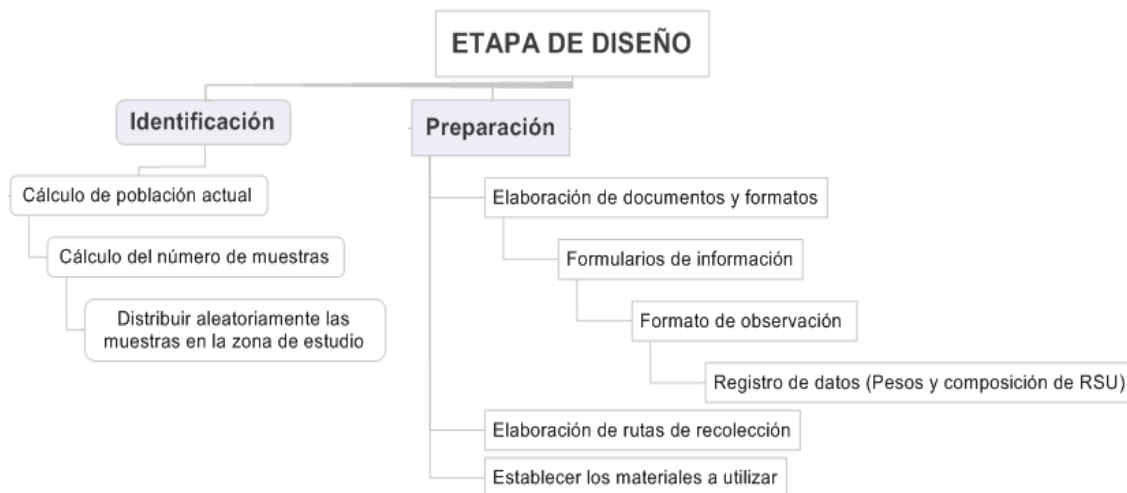 ETAPA DE DISEÑO
Identificación
Cálculo de población actual
Cálculo del número de muestras
Distribuir aleatoriamente las
muestras en la zona de estudio
Preparación
Elaboración de documentos y formatos
Formularios de información
Formato de observación
Registro de datos (Pesos y composición de RSU)
Elaboración de rutas de recolección
Establecer los materiales a utilizar